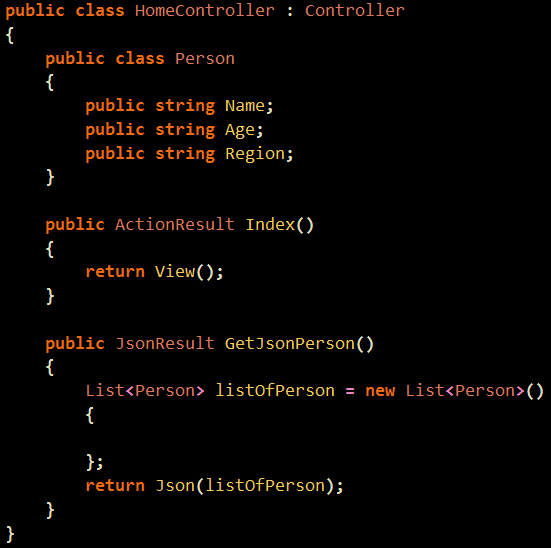 public class HomeController : Controller
{
    public class Person
    {
        public string Name;
        public string Age;
        public string Region;
    }

    public ActionResult Index()
    {
        return View();
    }

    public JsonResult GetJsonPerson()
    {
        List<Person> listOfPerson = new List<Person>()
        {

        };
        return Json(listOfPerson);
    }
}